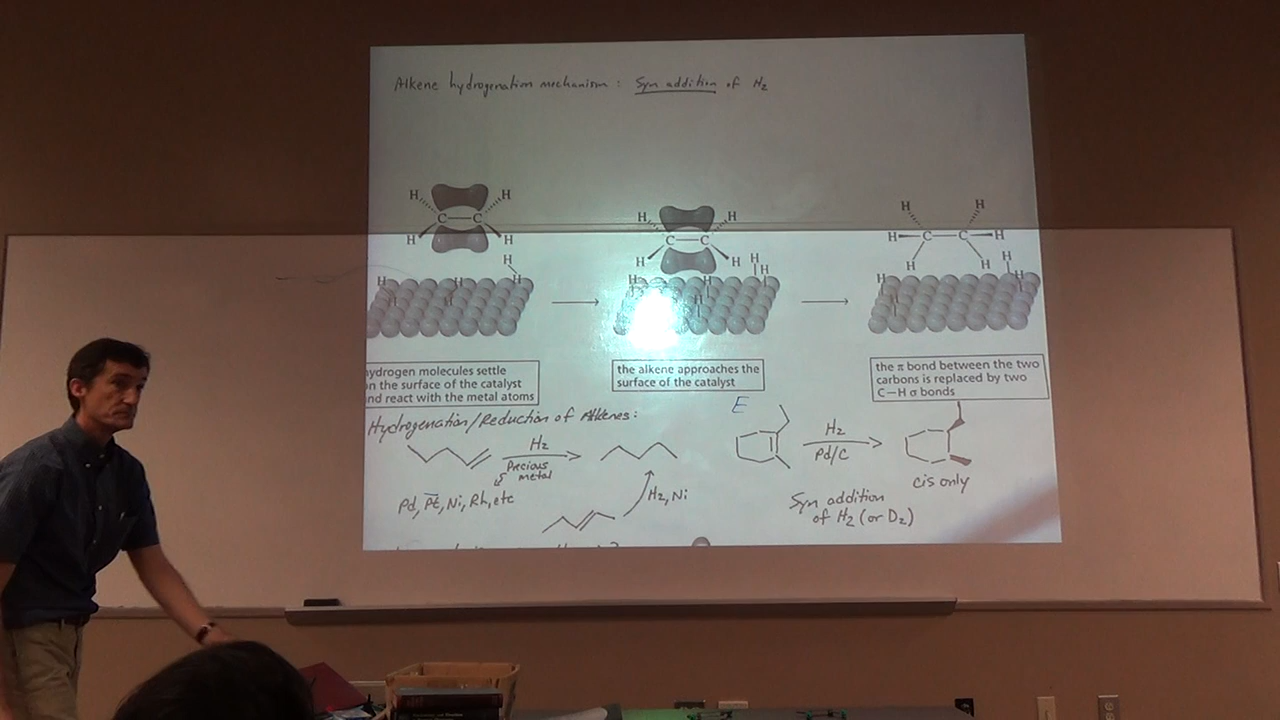 Alkene hydrogenation mechanism : Syn addition of H2
H H H H H H
C C C C H C C H
H H H H H H
H H H H
H H H H H H H H
hydrogen molecules settle
on the surface of the catalyst
and react with the metal atoms
the alkene approaches the
surface of the catalyst
the π bond between the two
carbons is replaced by two
C—H σ bonds
Hydrogenation/Reduction of Alkenes:
H2
Precious
metal
Pd, Pt, Ni, Rh, etc
H2, Ni
E
H2
Pd/C
cis only
Syn addition
of H2 (or D2)